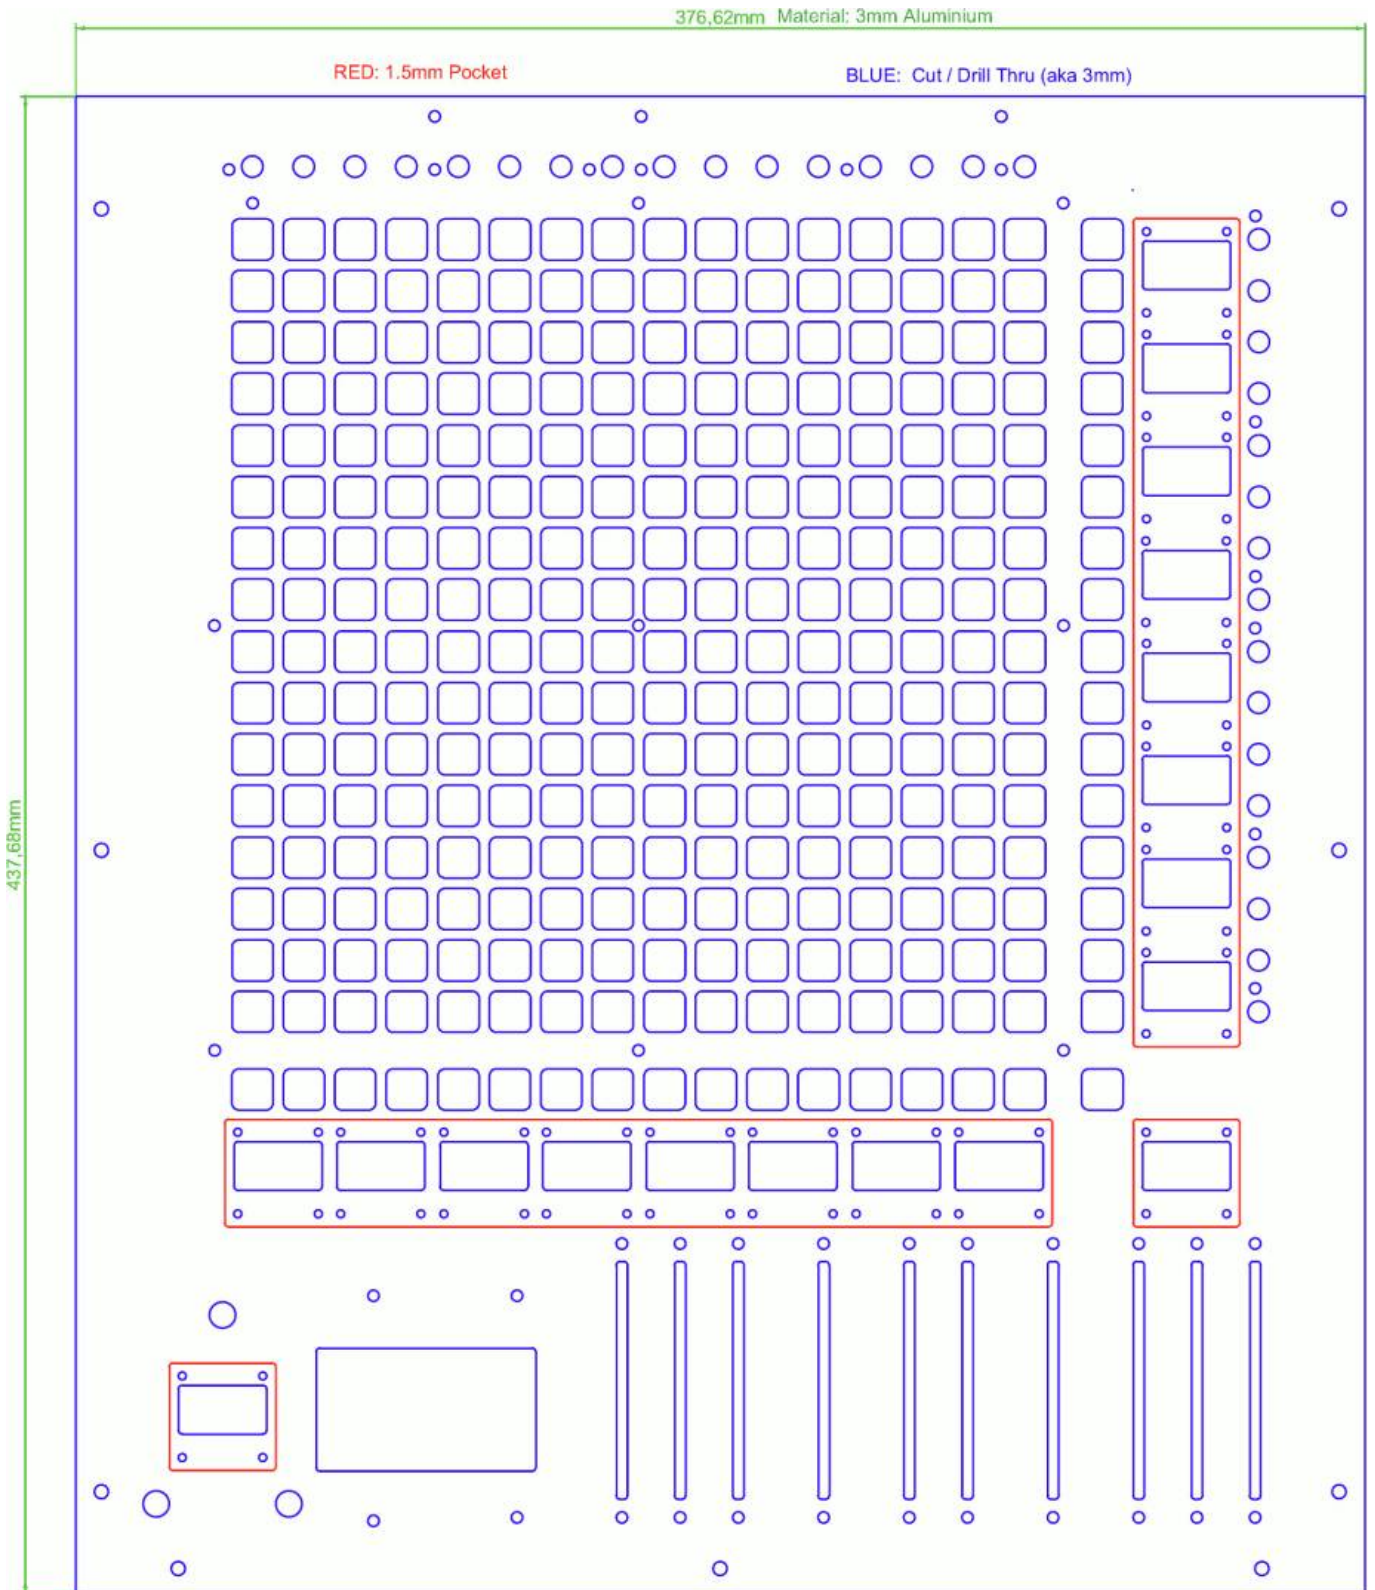 376,62mm Material: 3mm Aluminium
RED: 1.5mm Pocket
BLUE: Cut / Drill Thru (aka 3mm)
437,68mm